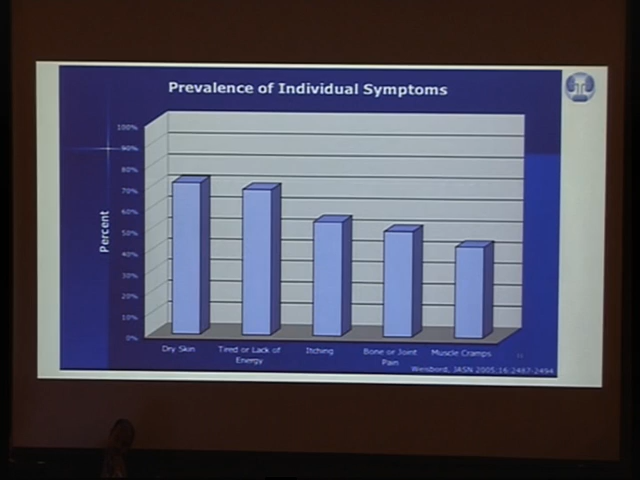 Prevalence of Individual Symptoms
100%
90%
80%
70%
60%
50%
40%
30%
20%
10%
0%
Percent
Dry Skin
Tired or Lack of
Energy
Itching
Bone or Joint
Pain
Muscle Cramps
Weisbord, JASN 2005;16:2487-2494